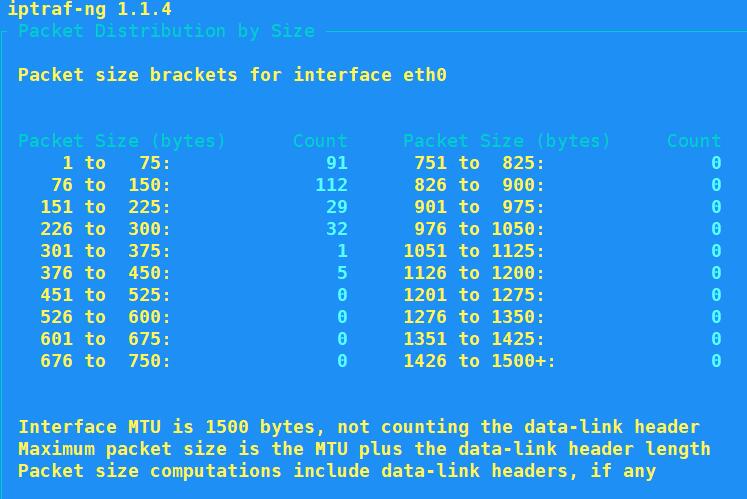 iptraf-ng 1.1.4
Packet Distribution by Size
Packet size brackets for interface eth0
Packet Size (bytes)          Count     Packet Size (bytes)          Count
1 to   75:          91     751 to  825:          0
76 to  150:          112     826 to  900:          0
151 to  225:          29     901 to  975:          0
226 to  300:          32     976 to 1050:          0
301 to  375:          1     1051 to 1125:          0
376 to  450:          5     1126 to 1200:          0
451 to  525:          0     1201 to 1275:          0
526 to  600:          0     1276 to 1350:          0
601 to  675:          0     1351 to 1425:          0
676 to  750:          0     1426 to 1500+:          0
Interface MTU is 1500 bytes, not counting the data-link header
Maximum packet size is the MTU plus the data-link header length
Packet size computations include data-link headers, if any